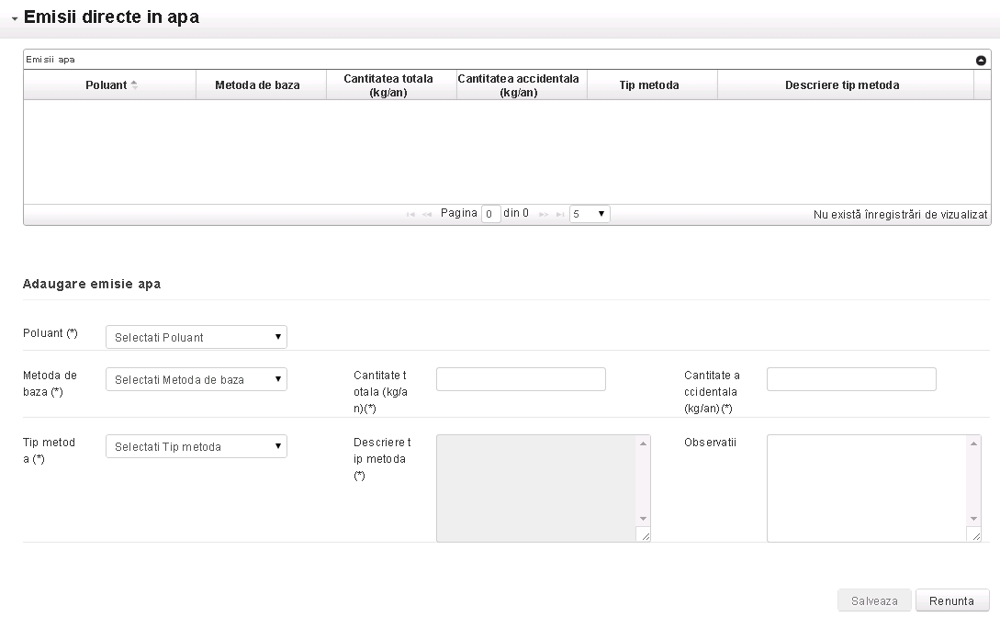 Emisii directe in apa
Emisii apa
Poluant
Metoda de baza
Cantitatea totala
(kg/an)
Cantitatea accidentala
(kg/an)
Tip metoda
Descriere tip metoda
Pagina 0 din 0 5
Nu există înregistrări de vizualizat
Adaugare emisie apa
Poluant (*)
Selectati Poluant
Metoda de
baza (*)
Selectati Metoda de baza
Cantitate t
otala (kg/a
n)(*)
Cantitate a
ccidentala
(kg/an)(*)
Tip metod
a (*)
Selectati Tip metoda
Descriere t
ip metoda
(*)
Observatii
Salveaza
Renunta